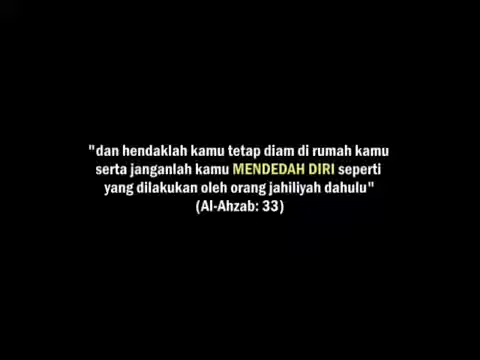 "dan hendaklah kamu tetap diam di rumah kamu
serta janganlah kamu MENDEDAH DIRI seperti
yang dilakukan oleh orang jahiliyah dahulu"
(Al-Ahzab: 33)